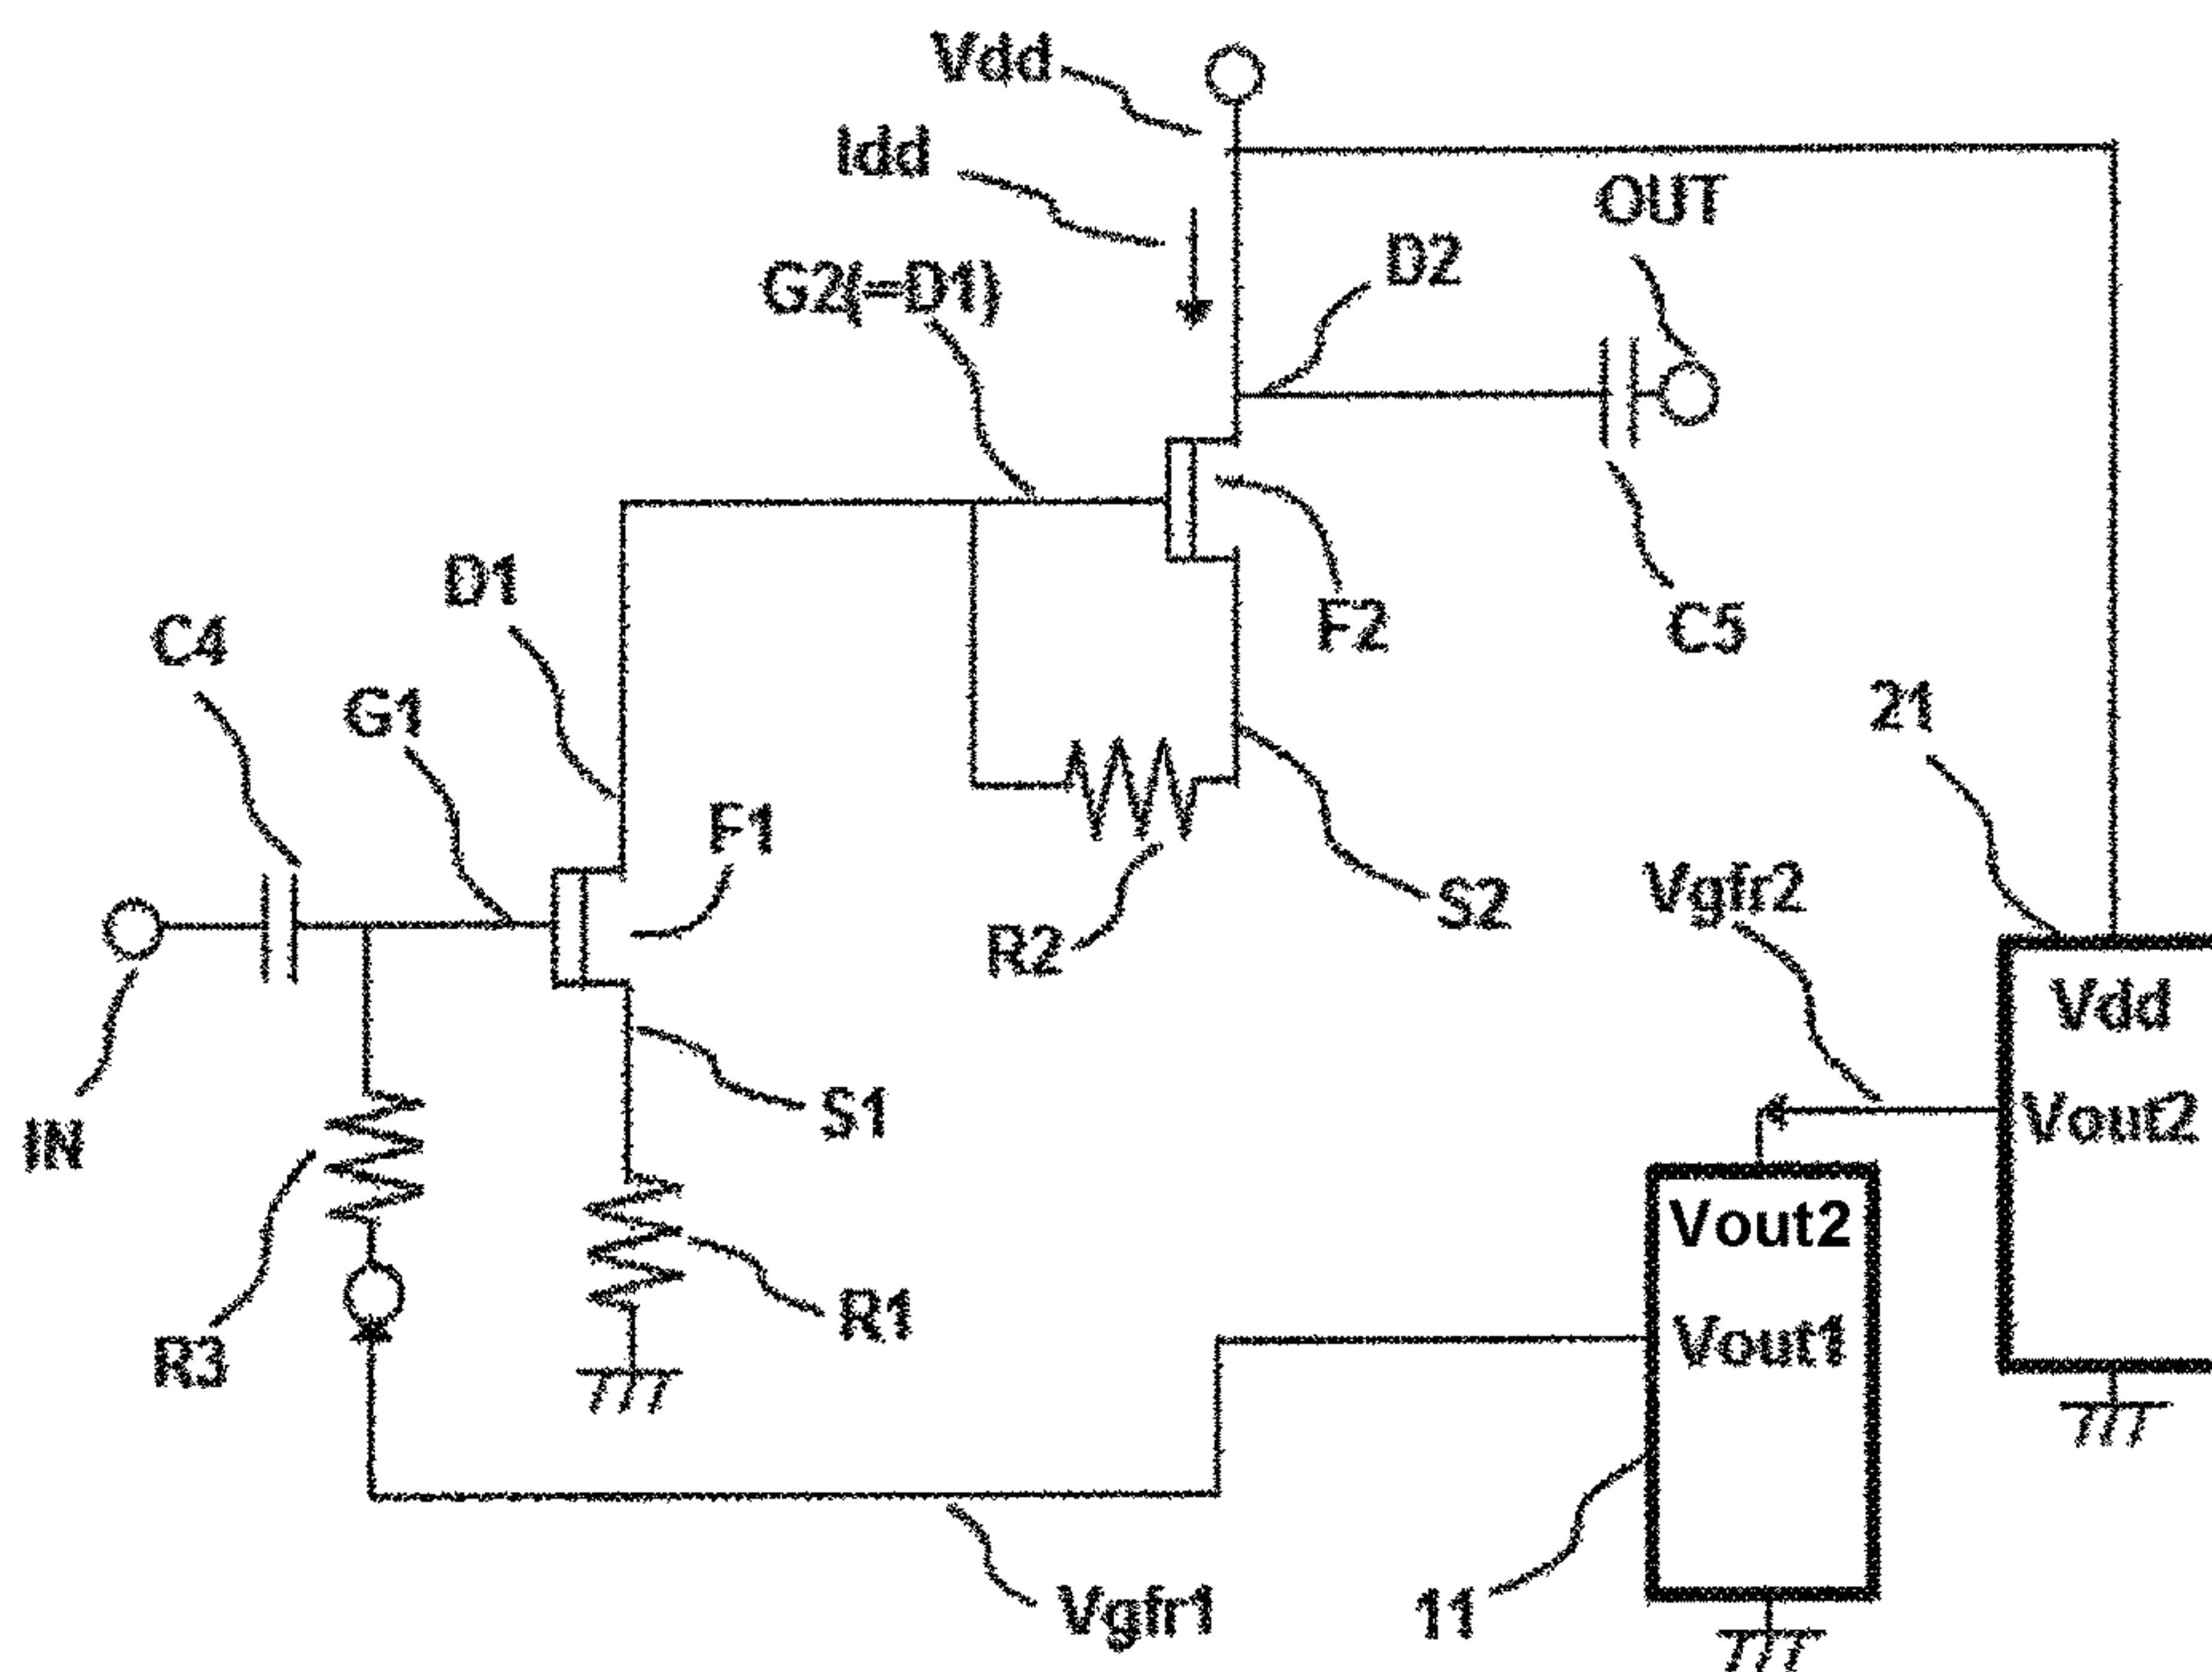 Vdd
Idd
OUT
D2
G2(=D1)
D1
F2
C5
C4
G1
21
F1
Vgfr2
S2
R2
Vdd
S1
Vout2
IN
Vout2
R1
Vout1
R3
Vgfr1
11